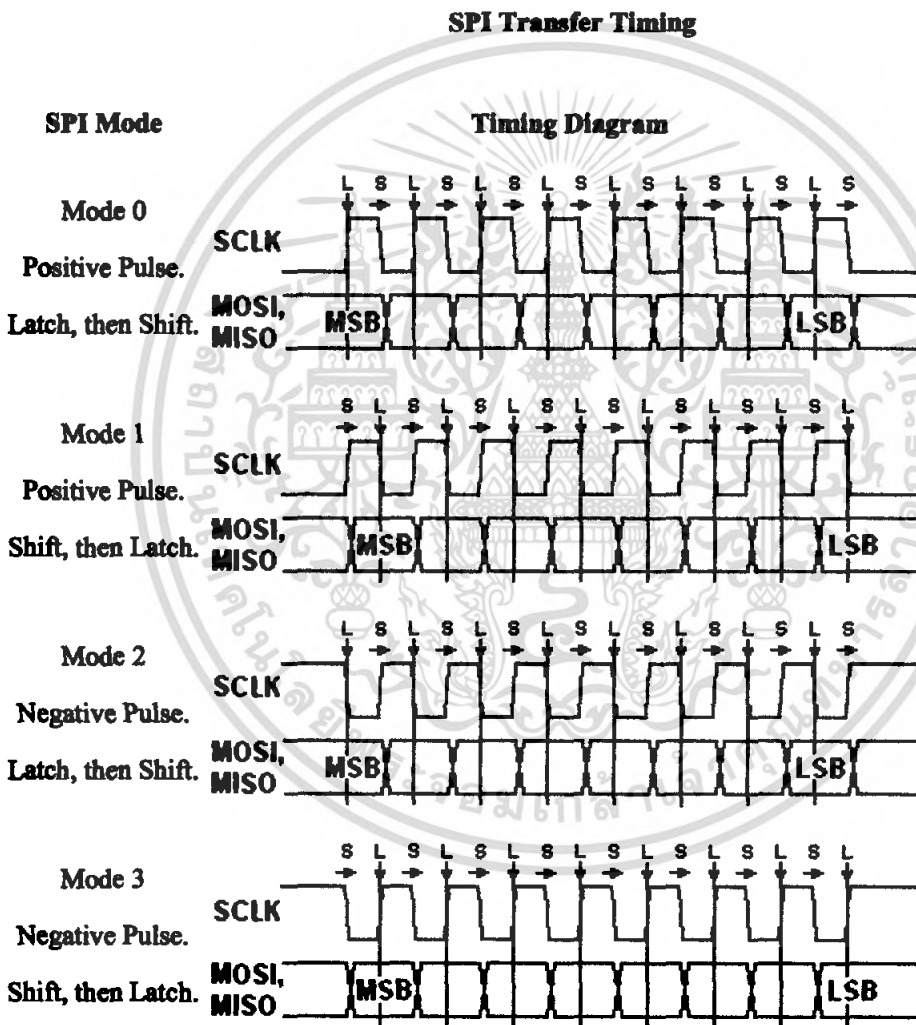 SPI Transfer Timing
SPI Mode Timing Diagram
L S L S L S L S L S L S L S L S
Mode 0
SCLK
Positive Pulse.
Latch, then Shift.
MOSI,
MISO
MSB LSB
S L S L S L S L S L S L S L S L
Mode 1
SCLK
Positive Pulse.
Shift, then Latch.
MOSI,
MISO
MSB LSB
L S L S L S L S L S L S L S L S
Mode 2
SCLK
Negative Pulse.
Latch, then Shift.
MOSI,
MISO
MSB LSB
S L S L S L S L S L S L S L S L
Mode 3
SCLK
Negative Pulse.
Shift, then Latch.
MOSI,
MISO
MSB LSB